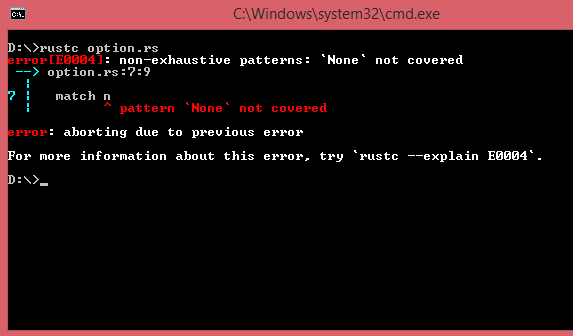 C:\Windows\system32\cmd.exe
D:\>rustc option.rs
error[E0004]: non-exhaustive patterns: `None` not covered
 --> option.rs:7:9
  |
7 |   match n
  |         ^ pattern `None` not covered
error: aborting due to previous error
For more information about this error, try `rustc --explain E0004`.
D:\>_